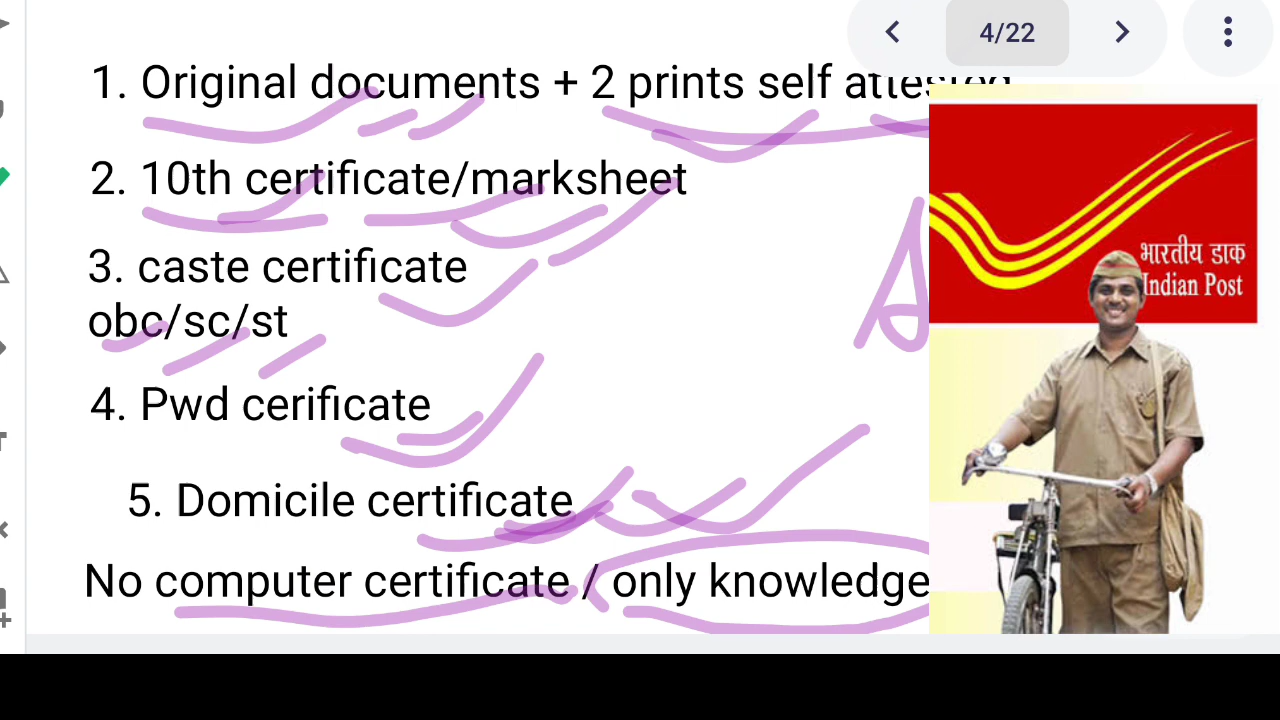 4/22
1. Original documents + 2 prints self attested
2. 10th certificate/marksheet
3. caste certificate
obc/sc/st
4. Pwd cerificate
5. Domicile certificate
No computer certificate / only knowledge
भारतीय डाक
Indian Post